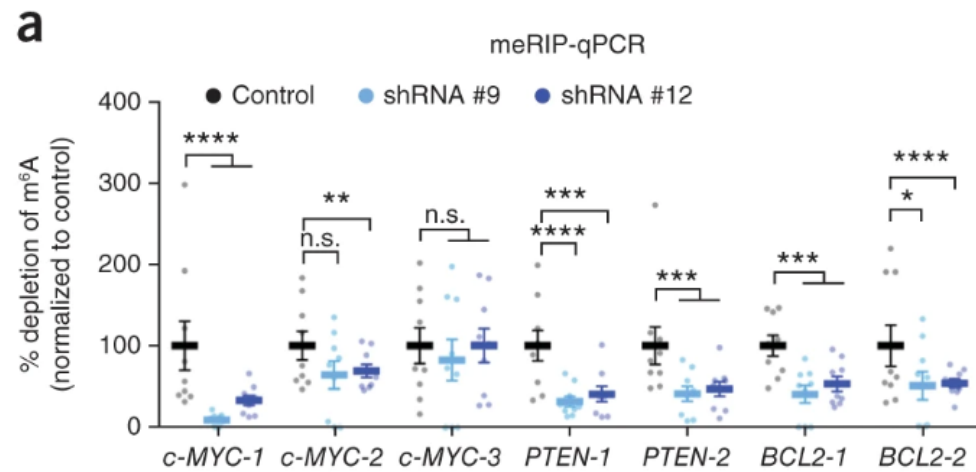 a
meRIP-qPCR
Control shRNA #9 shRNA #12
% depletion of m⁶A
(normalized to control)
400
300
200
100
0
****
n.s.
**
n.s.
****
***
***
***
*
****
c-MYC-1 c-MYC-2 c-MYC-3 PTEN-1 PTEN-2 BCL2-1 BCL2-2